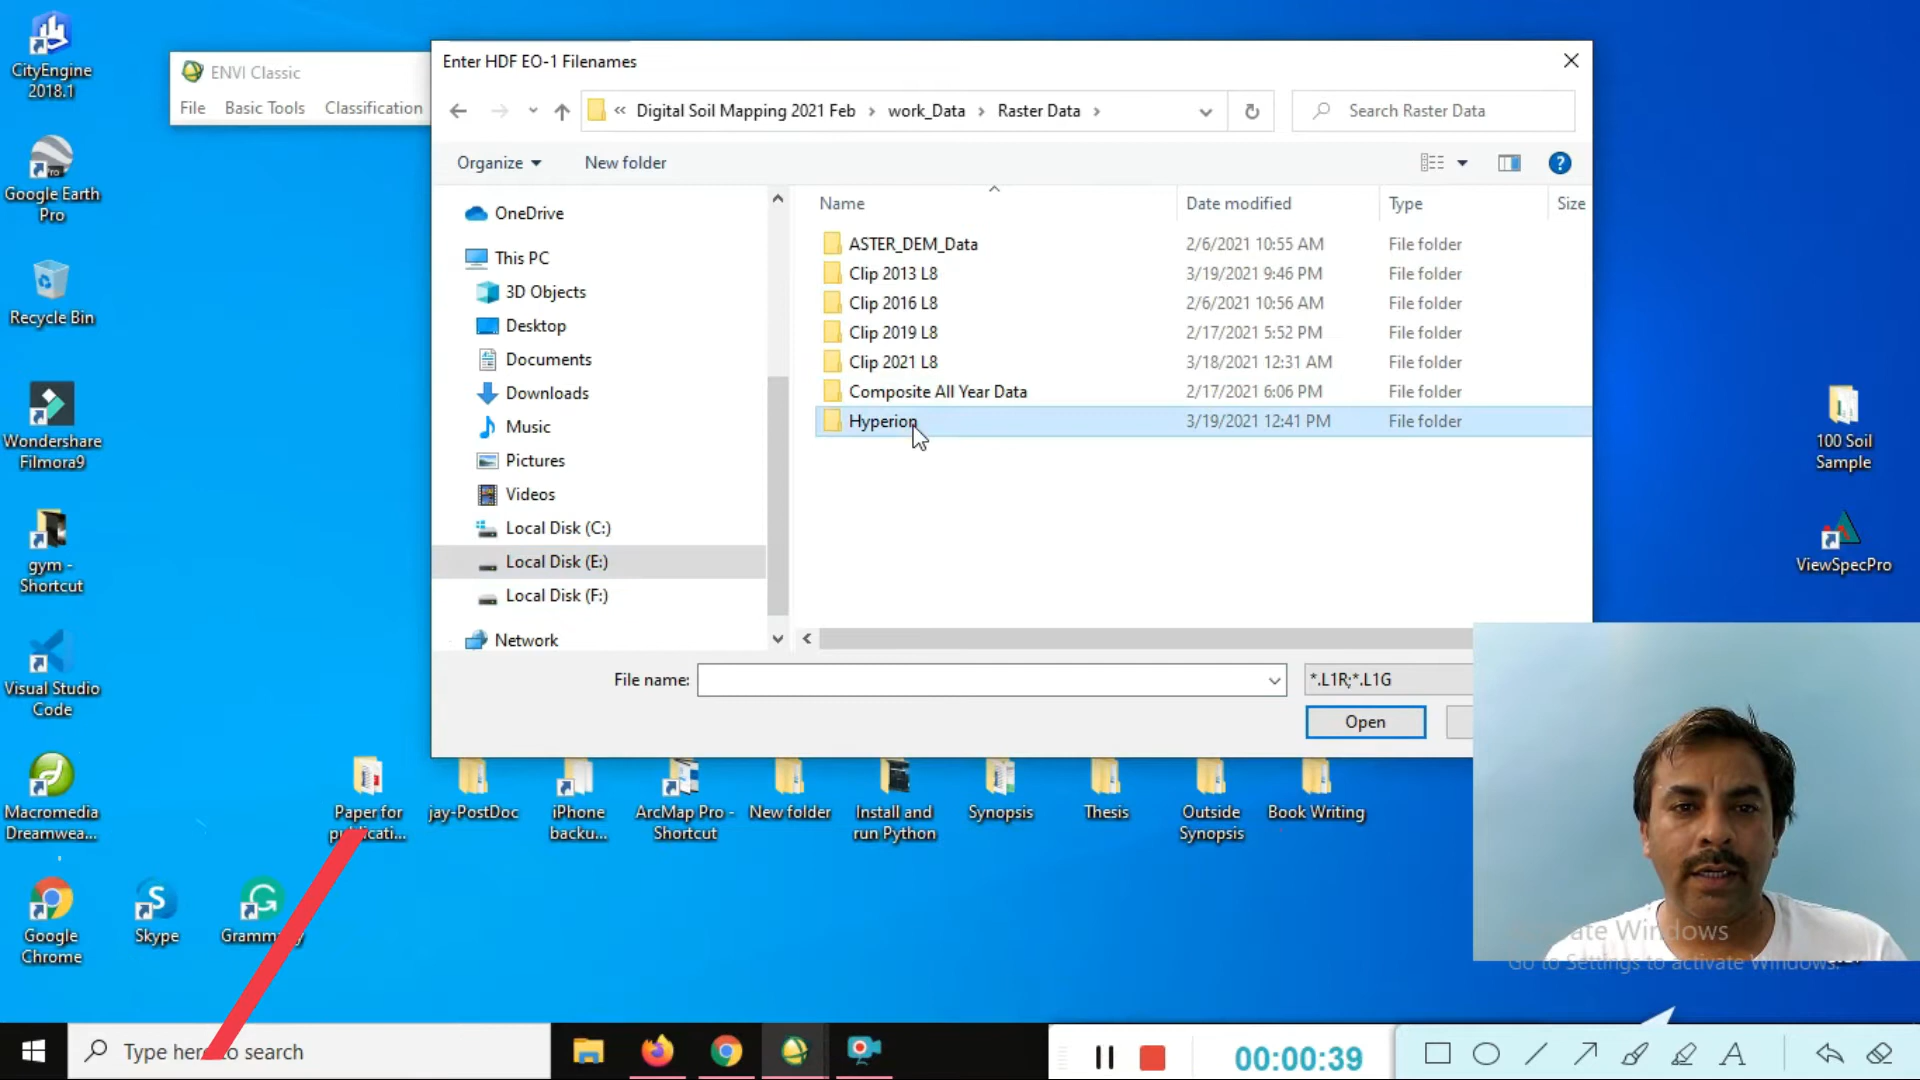 CityEngine
2018.1
Google Earth
Pro
Recycle Bin
Wondershare
Filmora9
gym -
Shortcut
Visual Studio
Code
Macromedia
Dreamwea...
Google
Chrome
Skype
ENVI Classic
File Basic Tools Classification
Enter HDF EO-1 Filenames
« Digital Soil Mapping 2021 Feb › work_Data › Raster Data ›
Search Raster Data
Organize
New folder
OneDrive
This PC
3D Objects
Desktop
Documents
Downloads
Music
Pictures
Videos
Local Disk (C:)
Local Disk (E:)
Local Disk (F:)
Network
Name Date modified Type Size
ASTER_DEM_Data 2/6/2021 10:55 AM File folder
Clip 2013 L8 3/19/2021 9:46 PM File folder
Clip 2016 L8 2/6/2021 10:56 AM File folder
Clip 2019 L8 2/17/2021 5:52 PM File folder
Clip 2021 L8 3/18/2021 12:31 AM File folder
Composite All Year Data 2/17/2021 6:06 PM File folder
Hyperion 3/19/2021 12:41 PM File folder
File name:
*.L1R;*.L1G
Open
100 Soil
Sample
ViewSpecPro
Paper for
jay-PostDoc
iPhone
backu...
ArcMap Pro -
Shortcut
New folder
Install and
run Python
Synopsis
Thesis
Outside
Synopsis
Book Writing
Windows
Go to Settings to activate Windows.
Type here to search
00:00:39
A